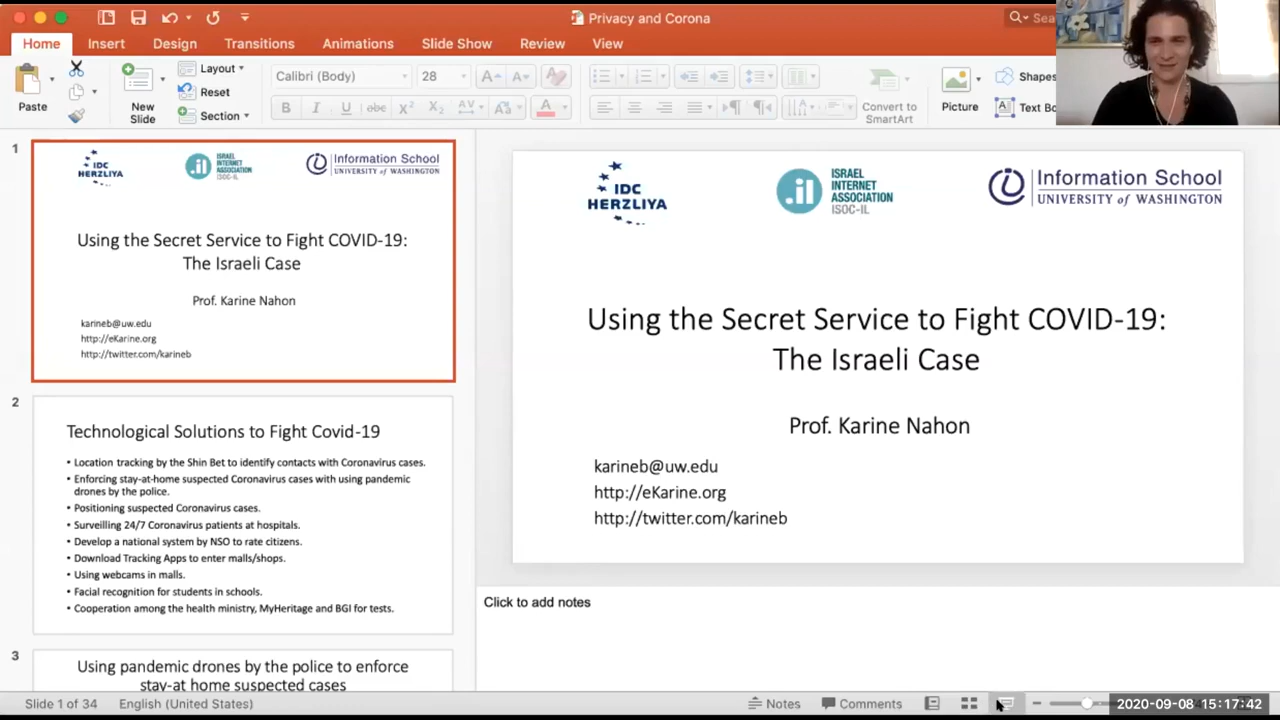 Privacy and Corona
Sea
Home Insert Design Transitions Animations Slide Show Review View
Paste
New
Slide
Layout
Reset
Section
Calibri (Body) 28
Convert to
SmartArt
Picture
Shapes
Text Bo
1
IDC
HERZLIYA
.il ISRAEL
INTERNET
ASSOCIATION
ISOC-IL
Information School
UNIVERSITY of WASHINGTON
Using the Secret Service to Fight COVID-19:
The Israeli Case
Prof. Karine Nahon
karineb@uw.edu
http://eKarine.org
http://twitter.com/karineb
2
Technological Solutions to Fight Covid-19
• Location tracking by the Shin Bet to identify contacts with Coronavirus cases.
• Enforcing stay-at-home suspected Coronavirus cases with using pandemic
drones by the police.
• Positioning suspected Coronavirus cases.
• Surveilling 24/7 Coronavirus patients at hospitals.
• Develop a national system by NSO to rate citizens.
• Download Tracking Apps to enter malls/shops.
• Using webcams in malls.
• Facial recognition for students in schools.
• Cooperation among the health ministry, MyHeritage and BGI for tests.
3
Using pandemic drones by the police to enforce
stay-at home suspected cases
IDC
HERZLIYA
.il ISRAEL
INTERNET
ASSOCIATION
ISOC-IL
Information School
UNIVERSITY of WASHINGTON
Using the Secret Service to Fight COVID-19:
The Israeli Case
Prof. Karine Nahon
karineb@uw.edu
http://eKarine.org
http://twitter.com/karineb
Click to add notes
Slide 1 of 34 English (United States) Notes Comments
2020-09-08 15:17:42